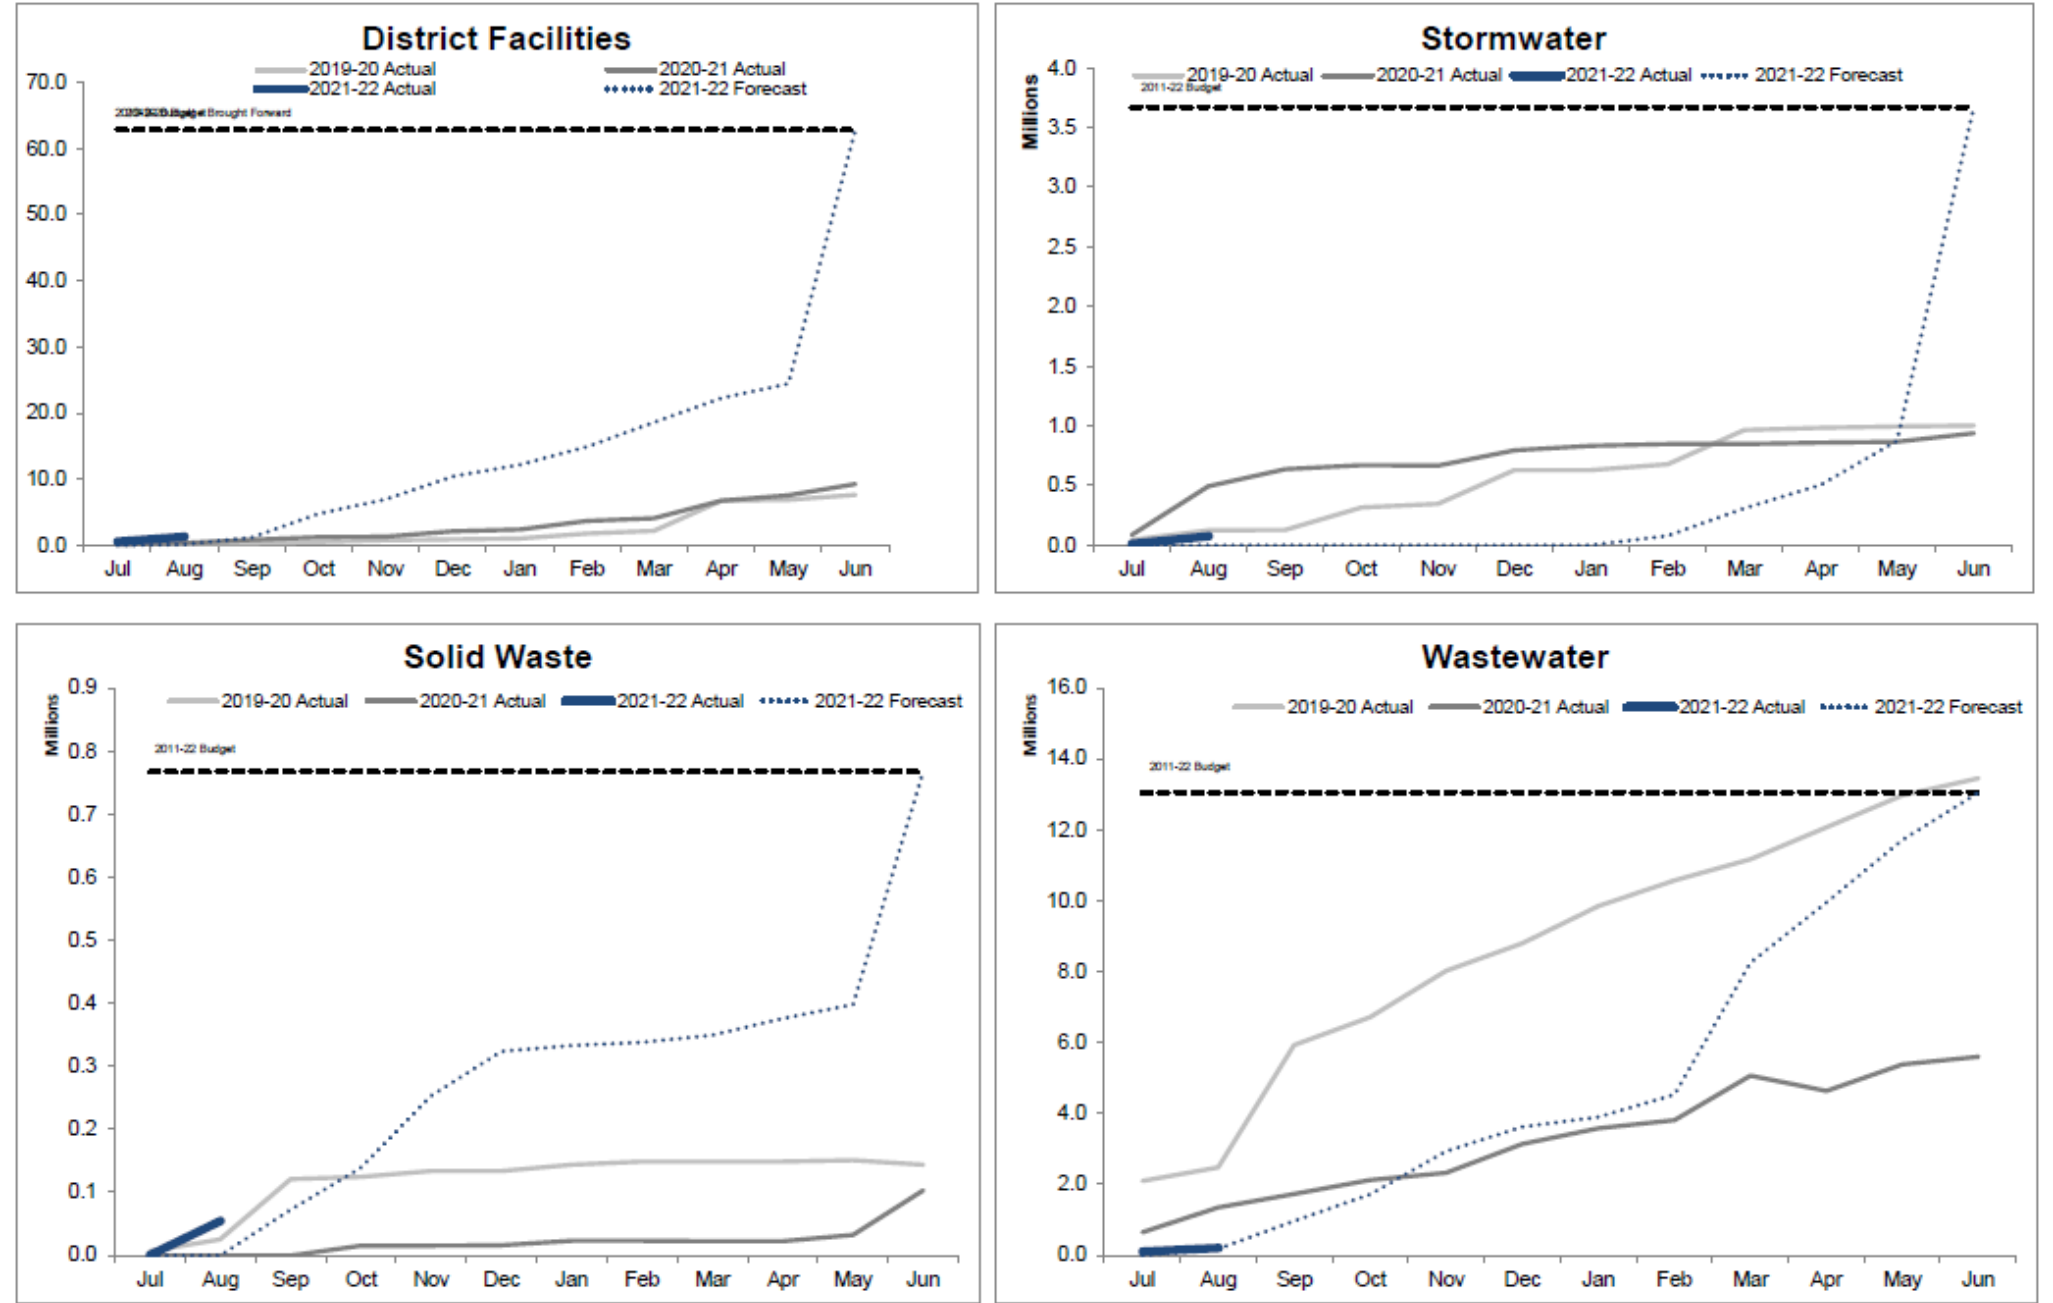 District Facilities
2019-20 Actual 2020-21 Actual
2021-22 Actual 2021-22 Forecast
70.0
Budget Brought Forward
60.0
50.0
40.0
30.0
20.0
10.0
0.0
Jul Aug Sep Oct Nov Dec Jan Feb Mar Apr May Jun
Stormwater
Millions
2019-20 Actual 2020-21 Actual 2021-22 Actual 2021-22 Forecast
2011-22 Budget
4.0
3.5
3.0
2.5
2.0
1.5
1.0
0.5
0.0
Jul Aug Sep Oct Nov Dec Jan Feb Mar Apr May Jun
Solid Waste
Millions
2019-20 Actual 2020-21 Actual 2021-22 Actual 2021-22 Forecast
2011-22 Budget
0.9
0.8
0.7
0.6
0.5
0.4
0.3
0.2
0.1
0.0
Jul Aug Sep Oct Nov Dec Jan Feb Mar Apr May Jun
Wastewater
Millions
2019-20 Actual 2020-21 Actual 2021-22 Actual 2021-22 Forecast
2011-22 Budget
16.0
14.0
12.0
10.0
8.0
6.0
4.0
2.0
0.0
Jul Aug Sep Oct Nov Dec Jan Feb Mar Apr May Jun